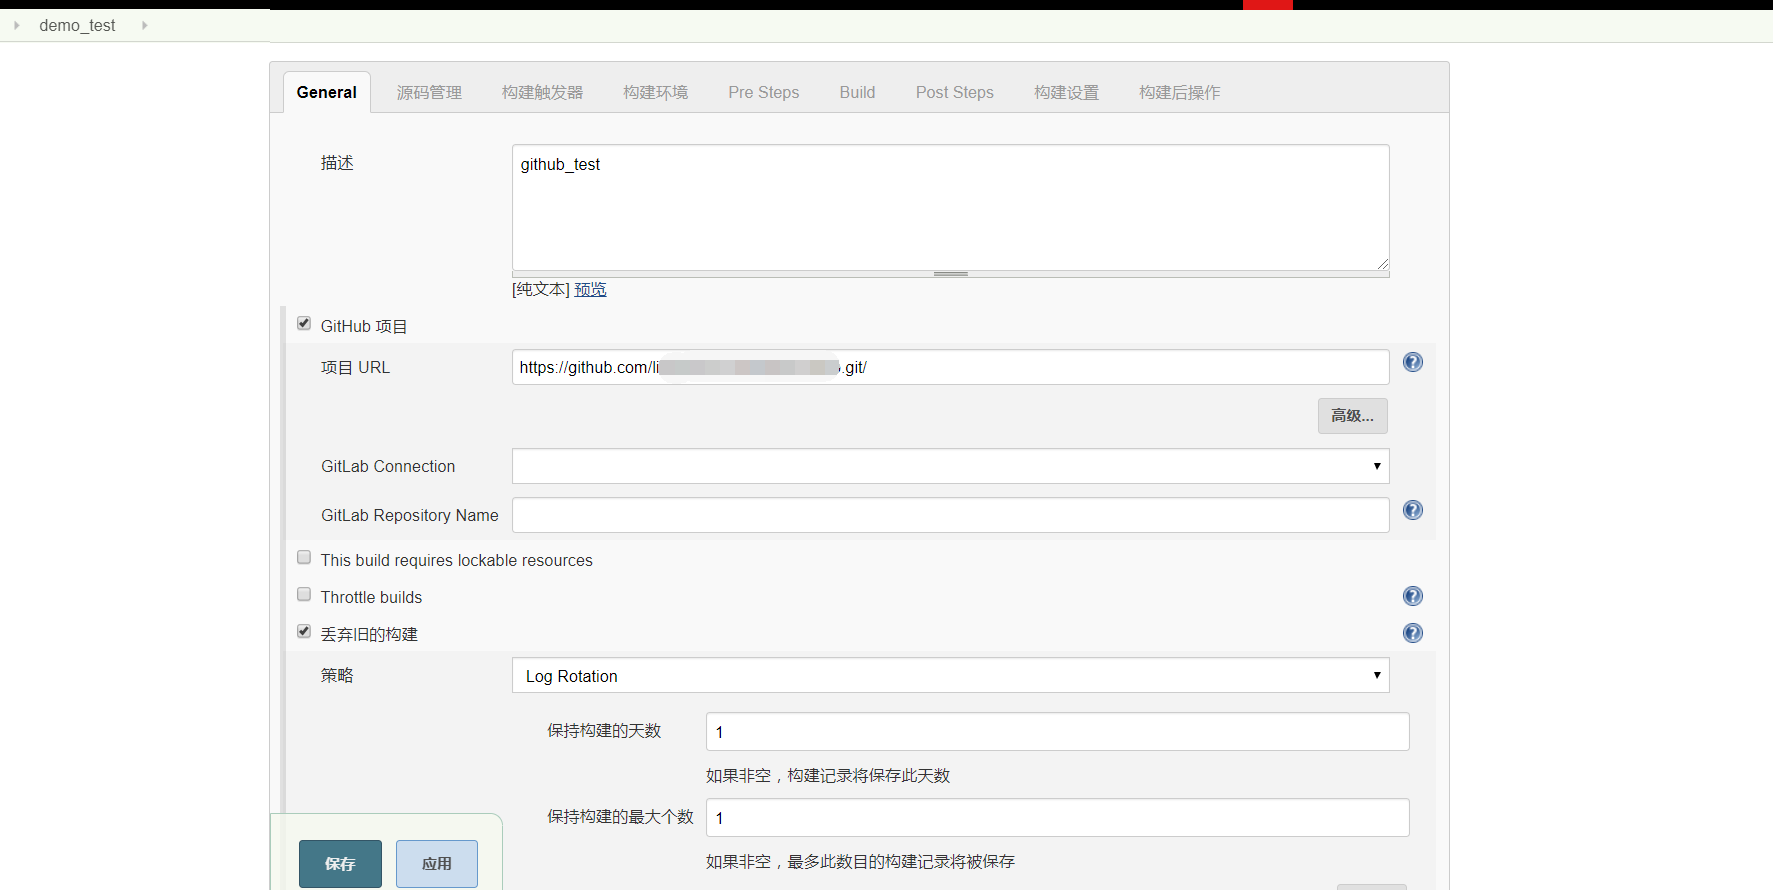 demo_test
General 源码管理 构建触发器 构建环境 Pre Steps Build Post Steps 构建设置 构建后操作
描述 github_test
[纯文本] 预览
GitHub 项目
项目 URL https://github.com/li .git/
高级...
GitLab Connection
GitLab Repository Name
This build requires lockable resources
Throttle builds
丢弃旧的构建
策略 Log Rotation
保持构建的天数 1
如果非空，构建记录将保存此天数
保持构建的最大个数 1
如果非空，最多此数目的构建记录将被保存
保存 应用